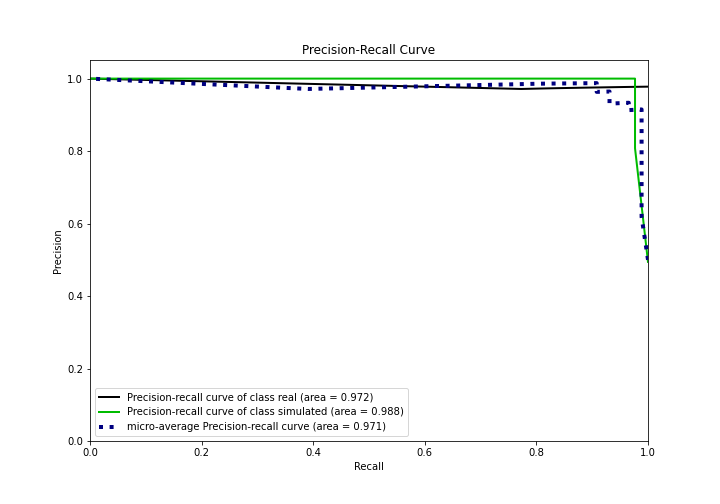 Precision-Recall Curve
1.0
0.8
0.6
0.4
0.2
0.0
Precision
Precision-recall curve of class real (area = 0.972)
Precision-recall curve of class simulated (area = 0.988)
micro-average Precision-recall curve (area = 0.971)
0.0 0.2 0.4 0.6 0.8 1.0
Recall